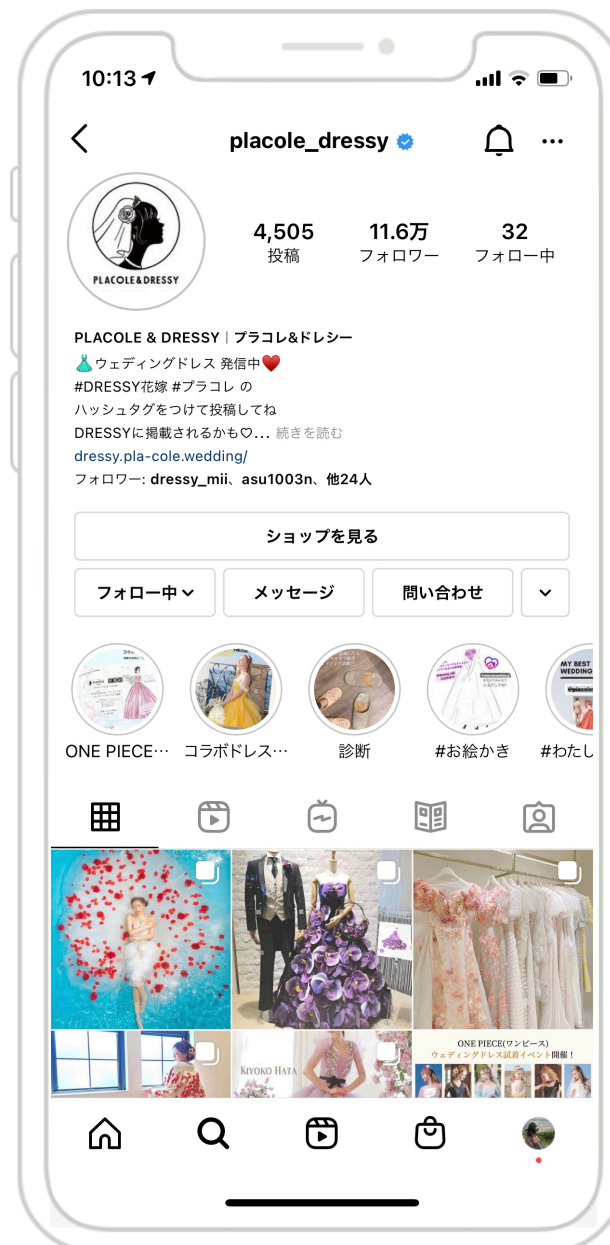 10:13
placole_dressy
PLACOLE&DRESSY
4,505
投稿
11.6万
フォロワー
32
フォロー中
PLACOLE & DRESSY｜プラコレ&ドレシー
👗ウェディングドレス 発信中♥️
#DRESSY花嫁 #プラコレ の
ハッシュタグをつけて投稿してね
DRESSYに掲載されるかも♡... 続きを読む
dressy.pla-cole.wedding/
フォロワー: dressy_mii、asu1003n、他24人
ショップを見る
フォロー中
メッセージ
問い合わせ
MY BEST
WEDDING
ONE PIECE…
コラボドレス…
診断
#お絵かき
#わたし
KIYOKO HATA
ONE PIECE(ワンピース)
ウェディングドレス試着イベント開催！